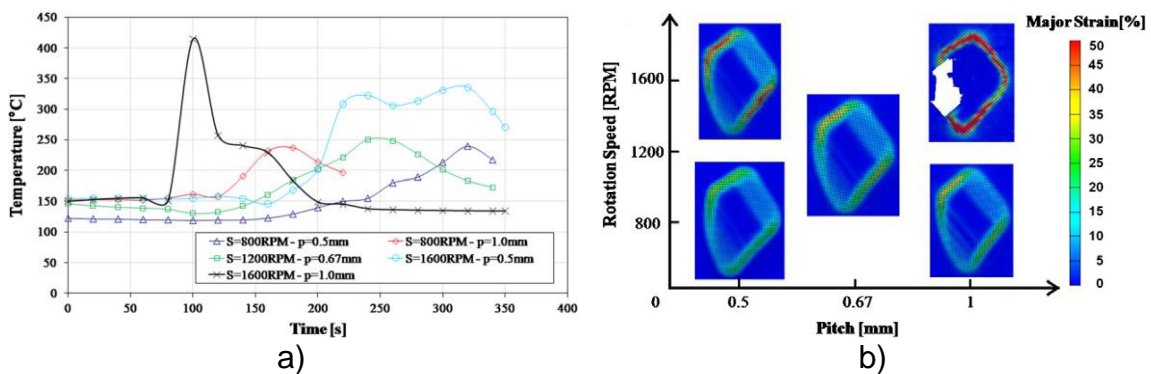 450
400
350
300
250
200
150
100
50
0
Temperature [°C]
S=800RPM - p=0.5mm
S=800RPM - p=1.0mm
S=1200RPM - p=0.67mm
S=1600RPM - p=0.5mm
S=1600RPM - p=1.0mm
0 50 100 150 200 250 300 350 400
Time [s]
a)
Rotation Speed [RPM]
1600
1200
800
0
0.5 0.67 1
Pitch [mm]
Major Strain[%]
50
45
40
35
30
25
20
15
10
5
0
b)